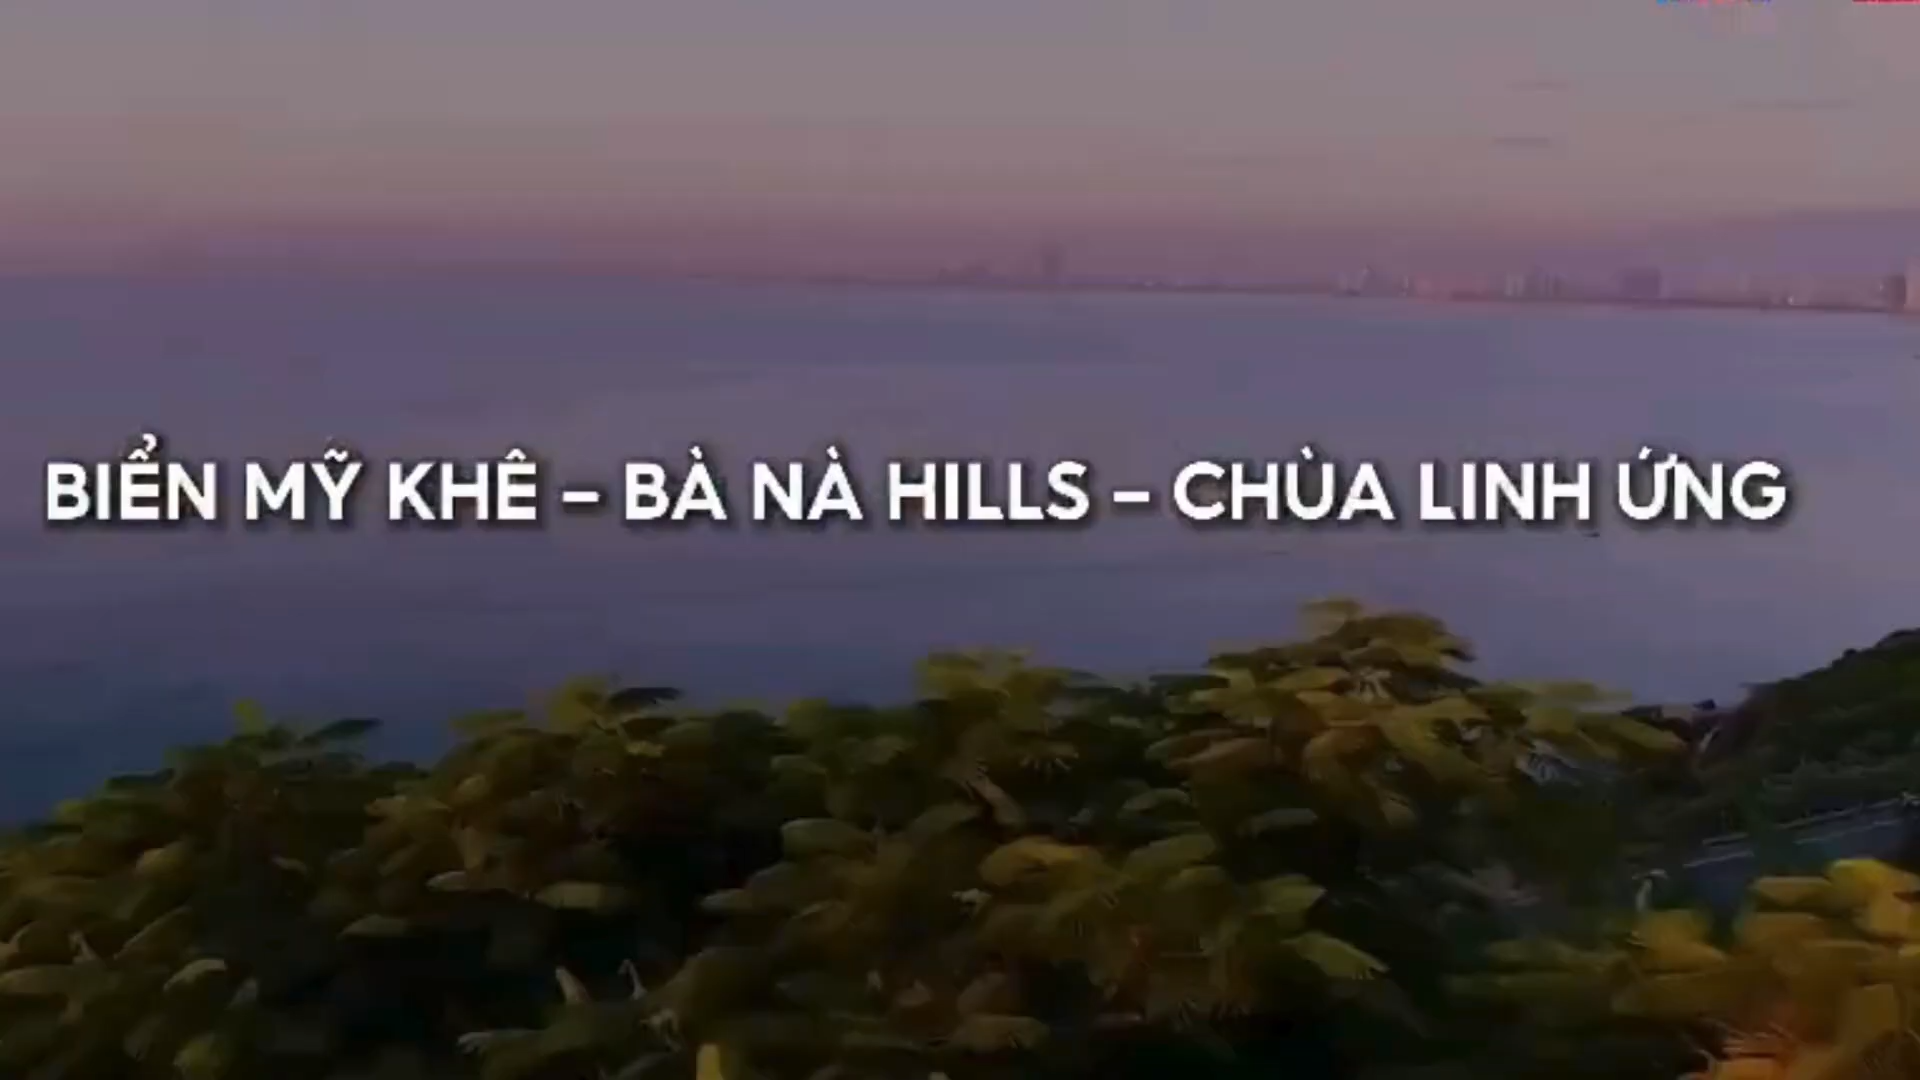 BIỂN MỸ KHÊ – BÀ NÀ HILLS – CHÙA LINH ỨNG